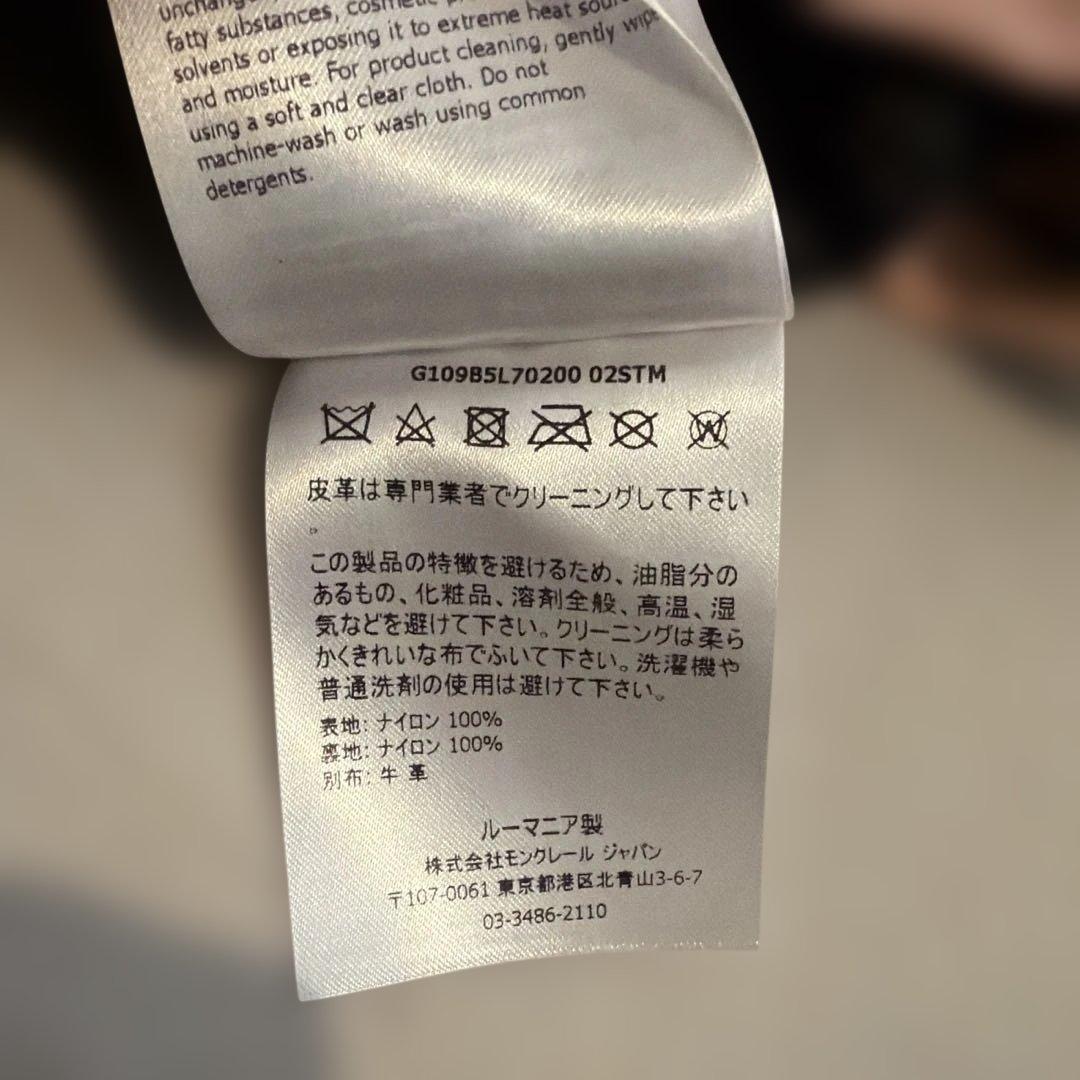 fatty substances,
solvents or exposing it to extreme heat
and moisture. For product cleaning, gently wipe
using a soft and clear cloth. Do not
machine-wash or wash using common
detergents.
G109B5L70200 02STM
W
皮革は専門業者でクリーニングして下さい
。
この製品の特徴を避けるため、油脂分の
あるもの、化粧品、溶剤全般、高温、湿
気などを避けて下さい。クリーニングは柔ら
かくきれいな布でふいて下さい。洗濯機や
普通洗剤の使用は避けて下さい。
表地: ナイロン 100%
裏地: ナイロン 100%
別布: 牛 革
ルーマニア製
株式会社モンクレール ジャパン
〒107-0061 東京都港区北青山3-6-7
03-3486-2110